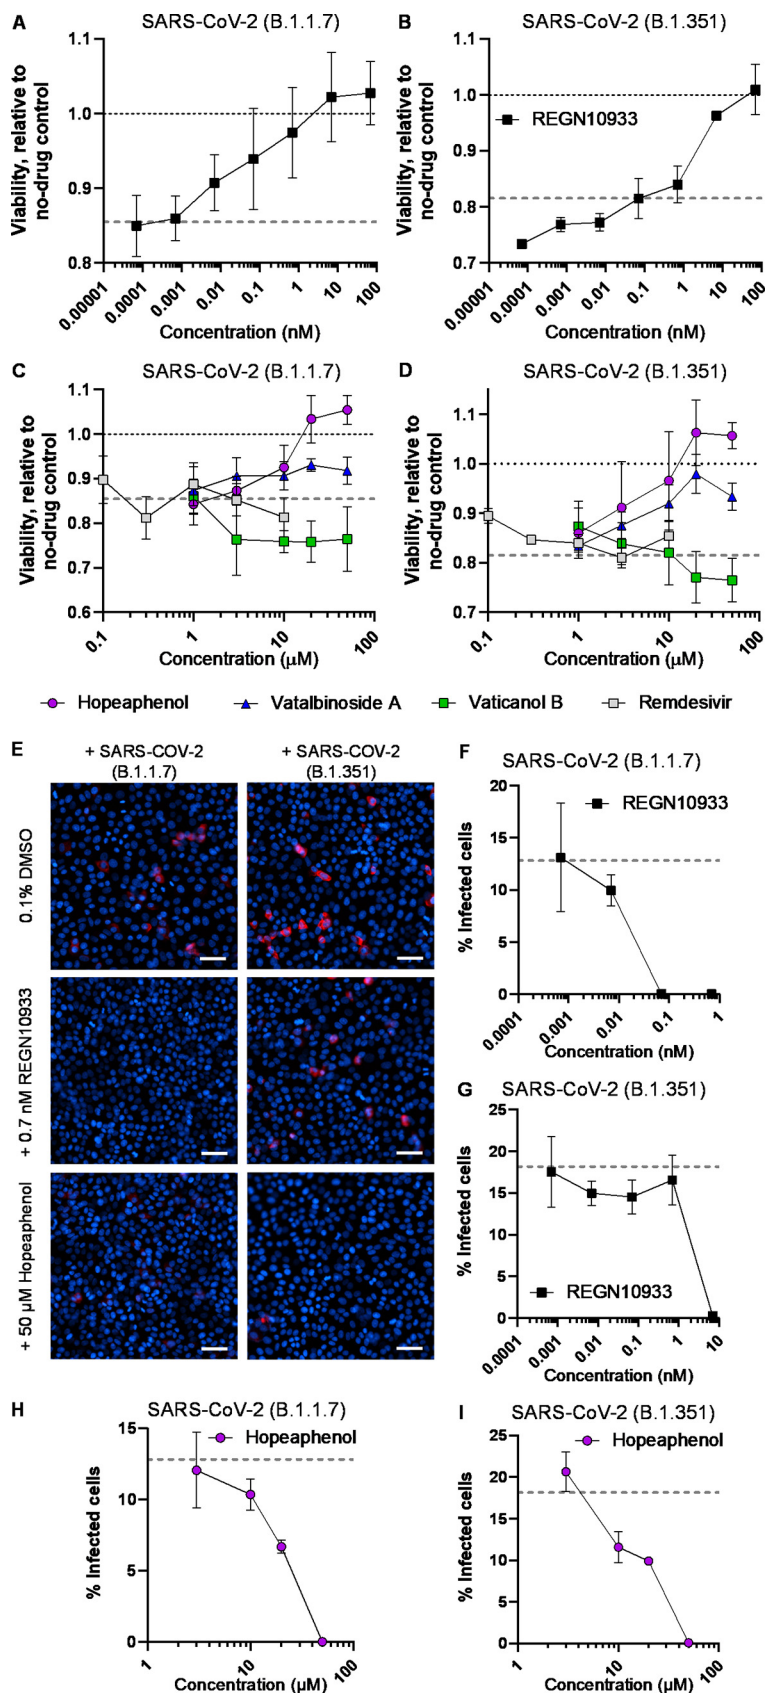 A
SARS-CoV-2 (B.1.1.7)
Viability, relative to
no-drug control
1.1
1.0
0.9
0.8
0.00001
0.0001
0.001
0.01
0.1
1
10
100
Concentration (nM)
B
SARS-CoV-2 (B.1.351)
Viability, relative to
no-drug control
1.1
1.0
0.9
0.8
0.7
REGN10933
0.00001
0.0001
0.001
0.01
0.1
1
10
100
Concentration (nM)
C
SARS-CoV-2 (B.1.1.7)
Viability, relative to
no-drug control
1.1
1.0
0.9
0.8
0.7
0.6
0.1
1
10
100
Concentration (µM)
D
SARS-CoV-2 (B.1.351)
Viability, relative to
no-drug control
1.1
1.0
0.9
0.8
0.7
0.1
1
10
100
Concentration (µM)
Hopeaphenol
Vatalbinoside A
Vaticanol B
Remdesivir
E
+ SARS-COV-2
(B.1.1.7)
+ SARS-COV-2
(B.1.351)
0.1% DMSO
+ 0.7 nM REGN10933
+ 50 µM Hopeaphenol
F
SARS-CoV-2 (B.1.1.7)
% Infected cells
20
15
10
5
0
REGN10933
0.0001
0.001
0.01
0.1
1
Concentration (nM)
G
SARS-CoV-2 (B.1.351)
% Infected cells
25
20
15
10
5
0
REGN10933
0.0001
0.001
0.01
0.1
1
10
Concentration (nM)
H
SARS-CoV-2 (B.1.1.7)
% Infected cells
15
10
5
0
Hopeaphenol
1
10
100
Concentration (µM)
I
SARS-CoV-2 (B.1.351)
% Infected cells
25
20
15
10
5
0
Hopeaphenol
1
10
100
Concentration (µM)